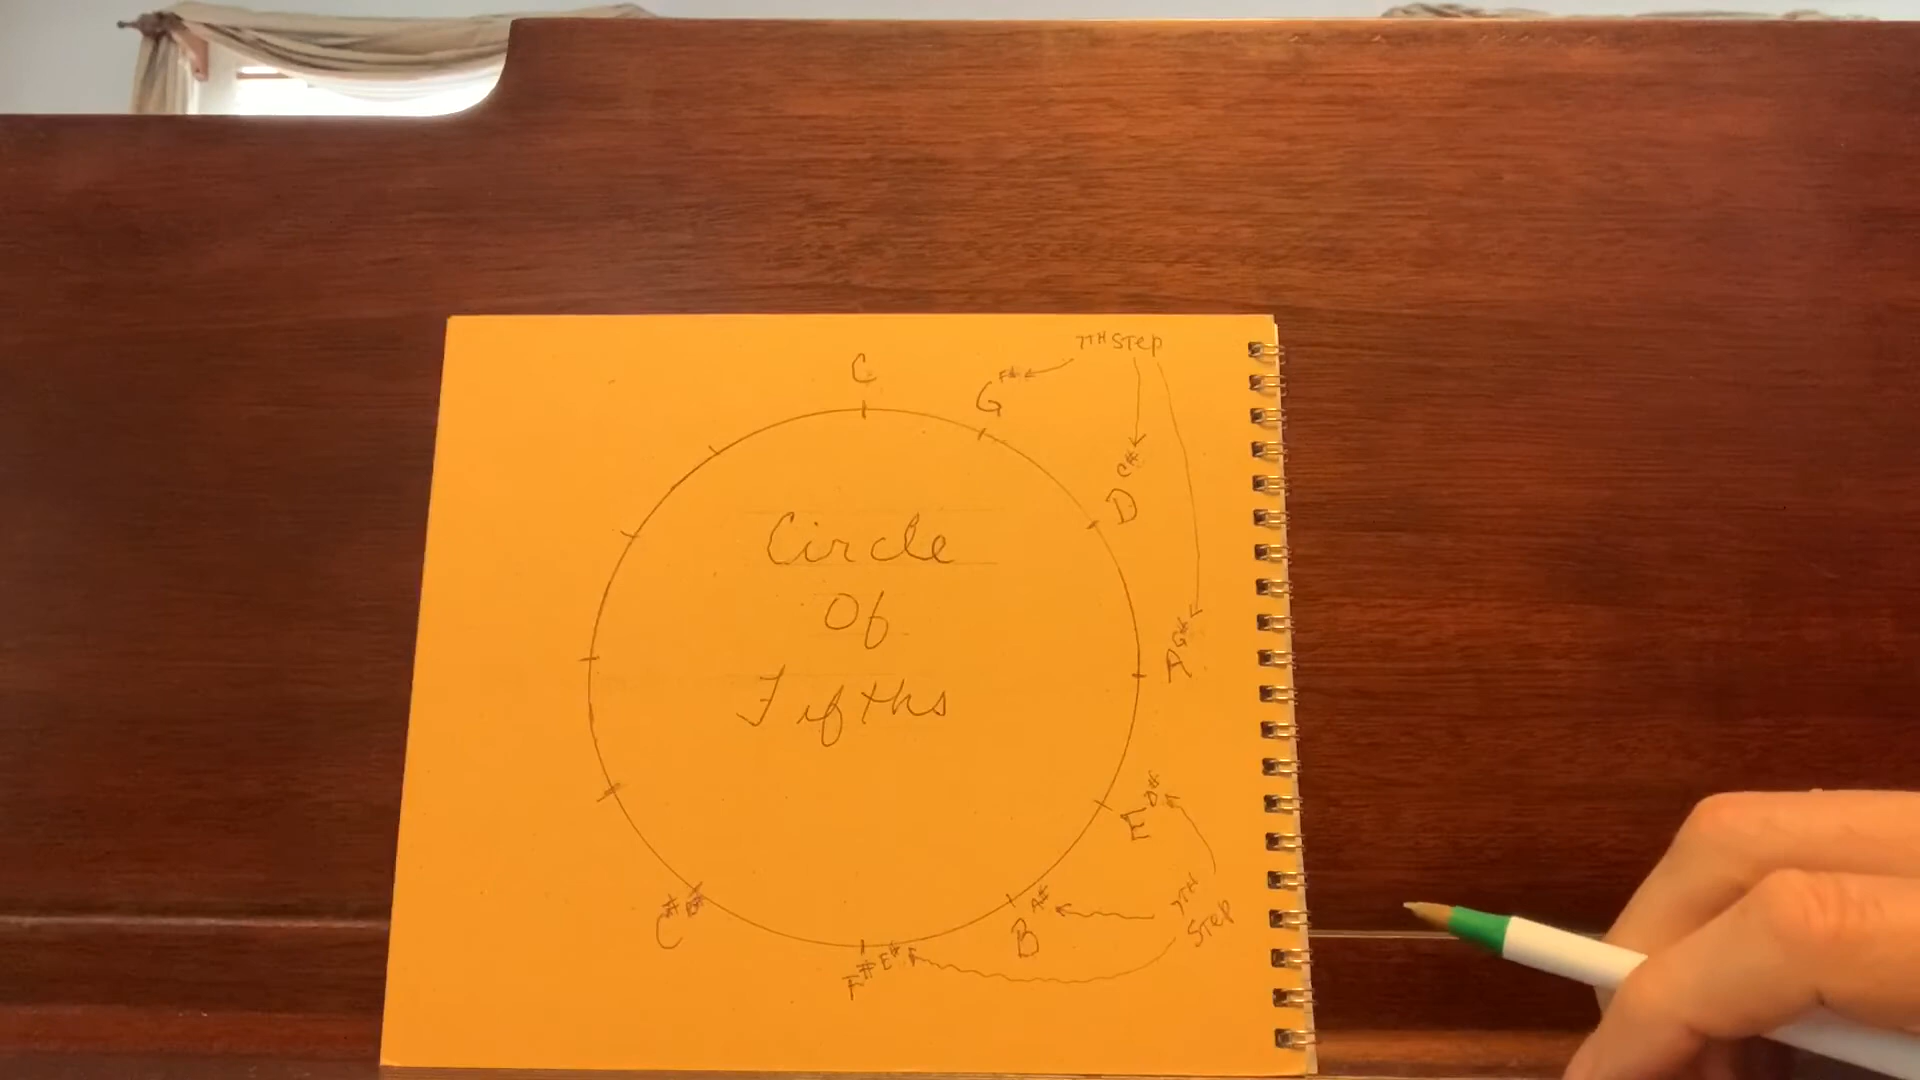 7TH STEP
C
G F#
D C#
Circle
Of
Fifths
A G#
E D#
7TH
STEP
B A#
C# B#
F# E#